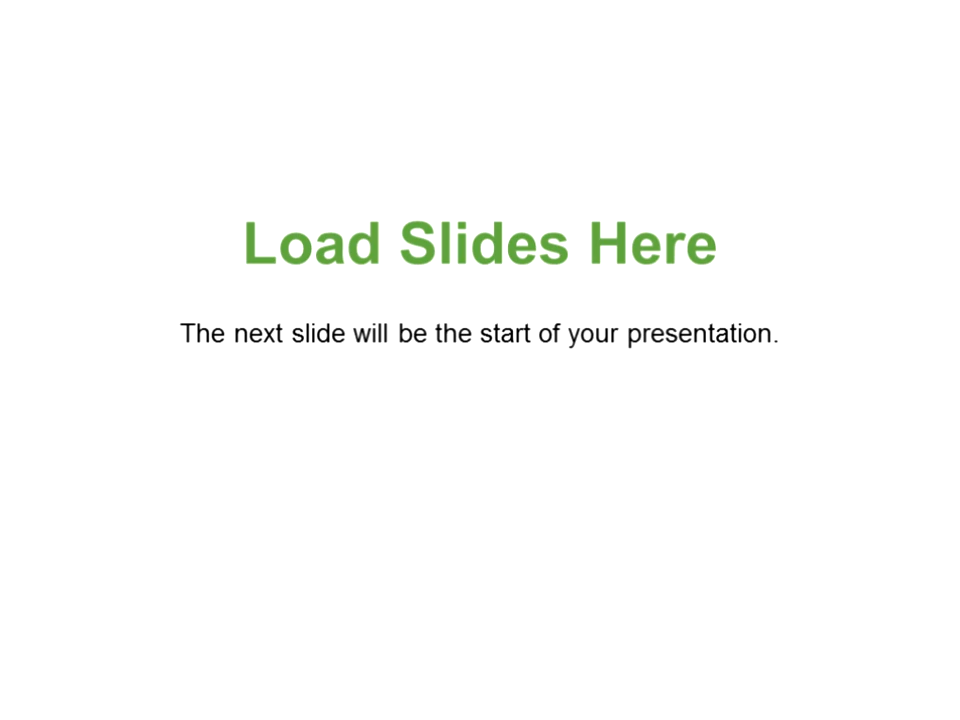 Load Slides Here
The next slide will be the start of your presentation.